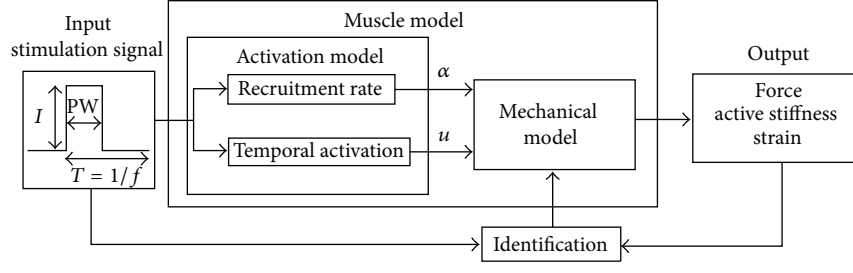 Input
stimulation signal
I
PW
T = 1/f
Muscle model
Activation model
Recruitment rate
Temporal activation
α
u
Mechanical
model
Output
Force
active stiffness
strain
Identification